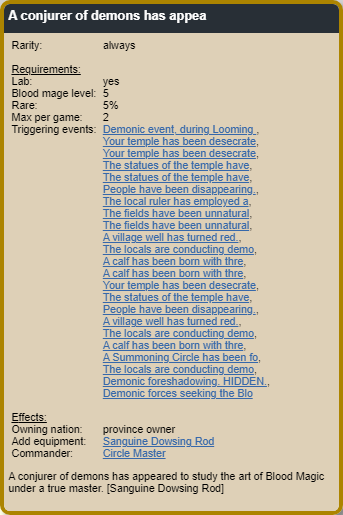 A conjurer of demons has appea
Rarity: always
Requirements:
Lab: yes
Blood mage level: 5
Rare: 5%
Max per game: 2
Triggering events: Demonic event, during Looming ,
Your temple has been desecrate,
Your temple has been desecrate,
The statues of the temple have,
The statues of the temple have,
People have been disappearing.,
The local ruler has employed a,
The fields have been unnatural,
The fields have been unnatural,
A village well has turned red.,
The locals are conducting demo,
A calf has been born with thre,
A calf has been born with thre,
Your temple has been desecrate,
The statues of the temple have,
People have been disappearing.,
A village well has turned red.,
The locals are conducting demo,
A calf has been born with thre,
A Summoning Circle has been fo,
The locals are conducting demo,
Demonic foreshadowing. HIDDEN.,
Demonic forces seeking the Blo
Effects:
Owning nation: province owner
Add equipment: Sanguine Dowsing Rod
Commander: Circle Master
A conjurer of demons has appeared to study the art of Blood Magic
under a true master. [Sanguine Dowsing Rod]